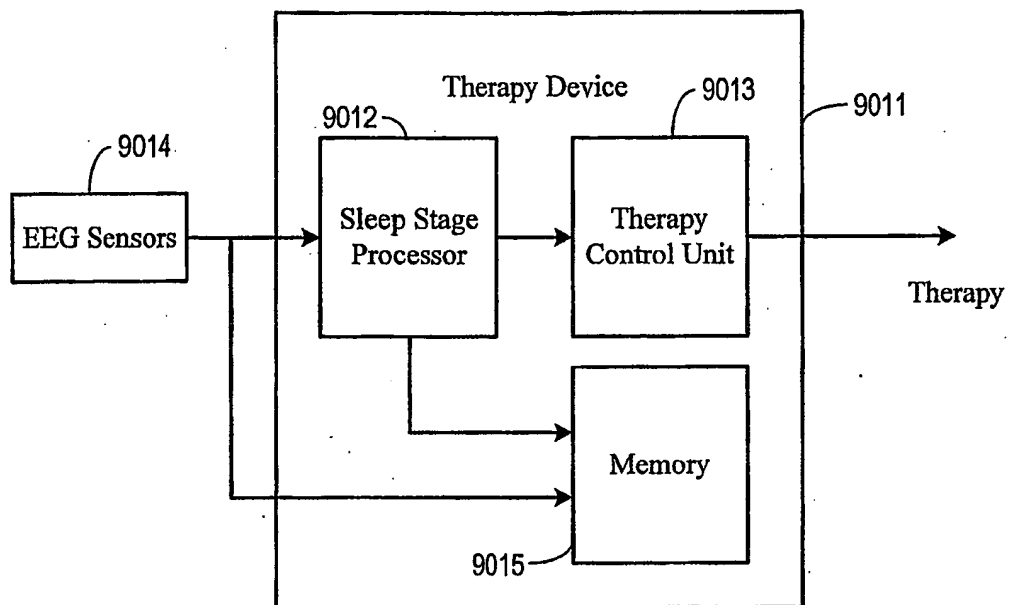 Therapy Device
9012
9013
9011
9014
EEG Sensors
Sleep Stage
Processor
Therapy
Control Unit
Therapy
Memory
9015